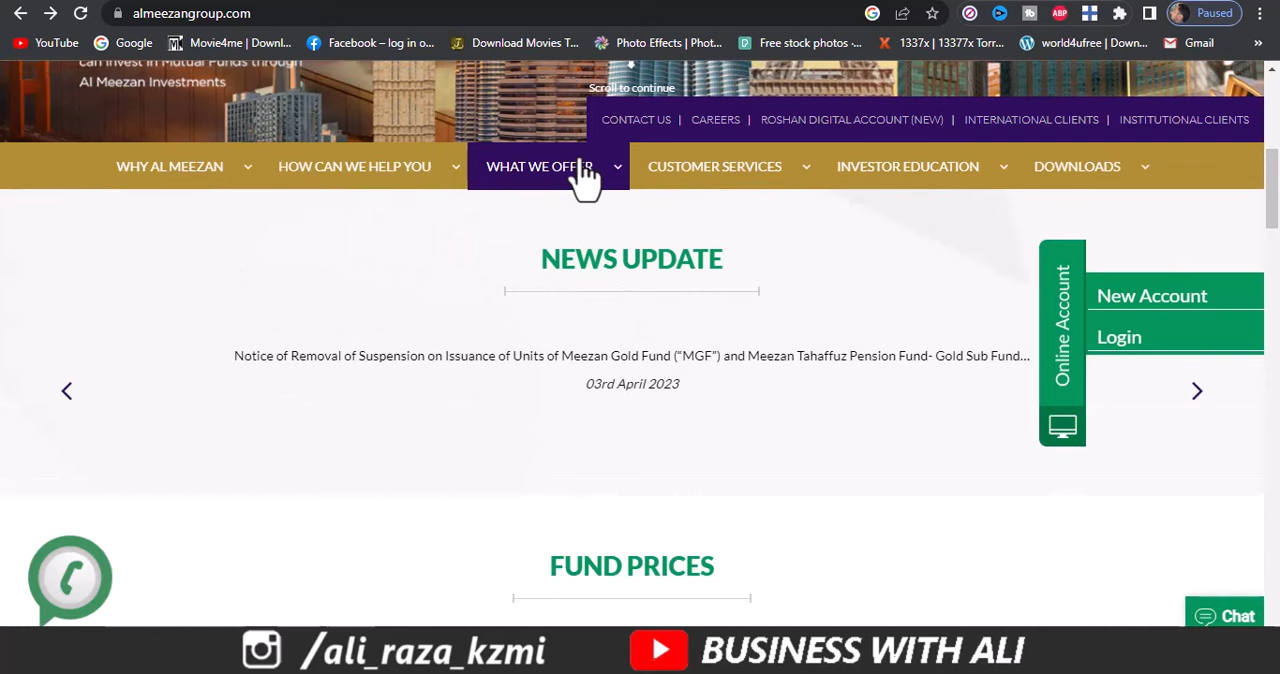 almeezangroup.com
Paused
YouTube
Google
Movie4me | Downl...
Facebook – log in o...
Download Movies T...
Photo Effects | Phot...
Free stock photos -...
1337x | 13377x Torr...
world4ufree | Down...
Gmail
»
can invest in Mutual Funds through
Al Meezan Investments
Scroll to continue
CONTACT US | CAREERS | ROSHAN DIGITAL ACCOUNT (NEW) | INTERNATIONAL CLIENTS | INSTITUTIONAL CLIENTS
WHY AL MEEZAN
HOW CAN WE HELP YOU
WHAT WE OFFER
CUSTOMER SERVICES
INVESTOR EDUCATION
DOWNLOADS
NEWS UPDATE
Online Account
New Account
Login
Notice of Removal of Suspension on Issuance of Units of Meezan Gold Fund (“MGF”) and Meezan Tahaffuz Pension Fund- Gold Sub Fund...
03rd April 2023
FUND PRICES
Chat
/ali_raza_kzmi
BUSINESS WITH ALI